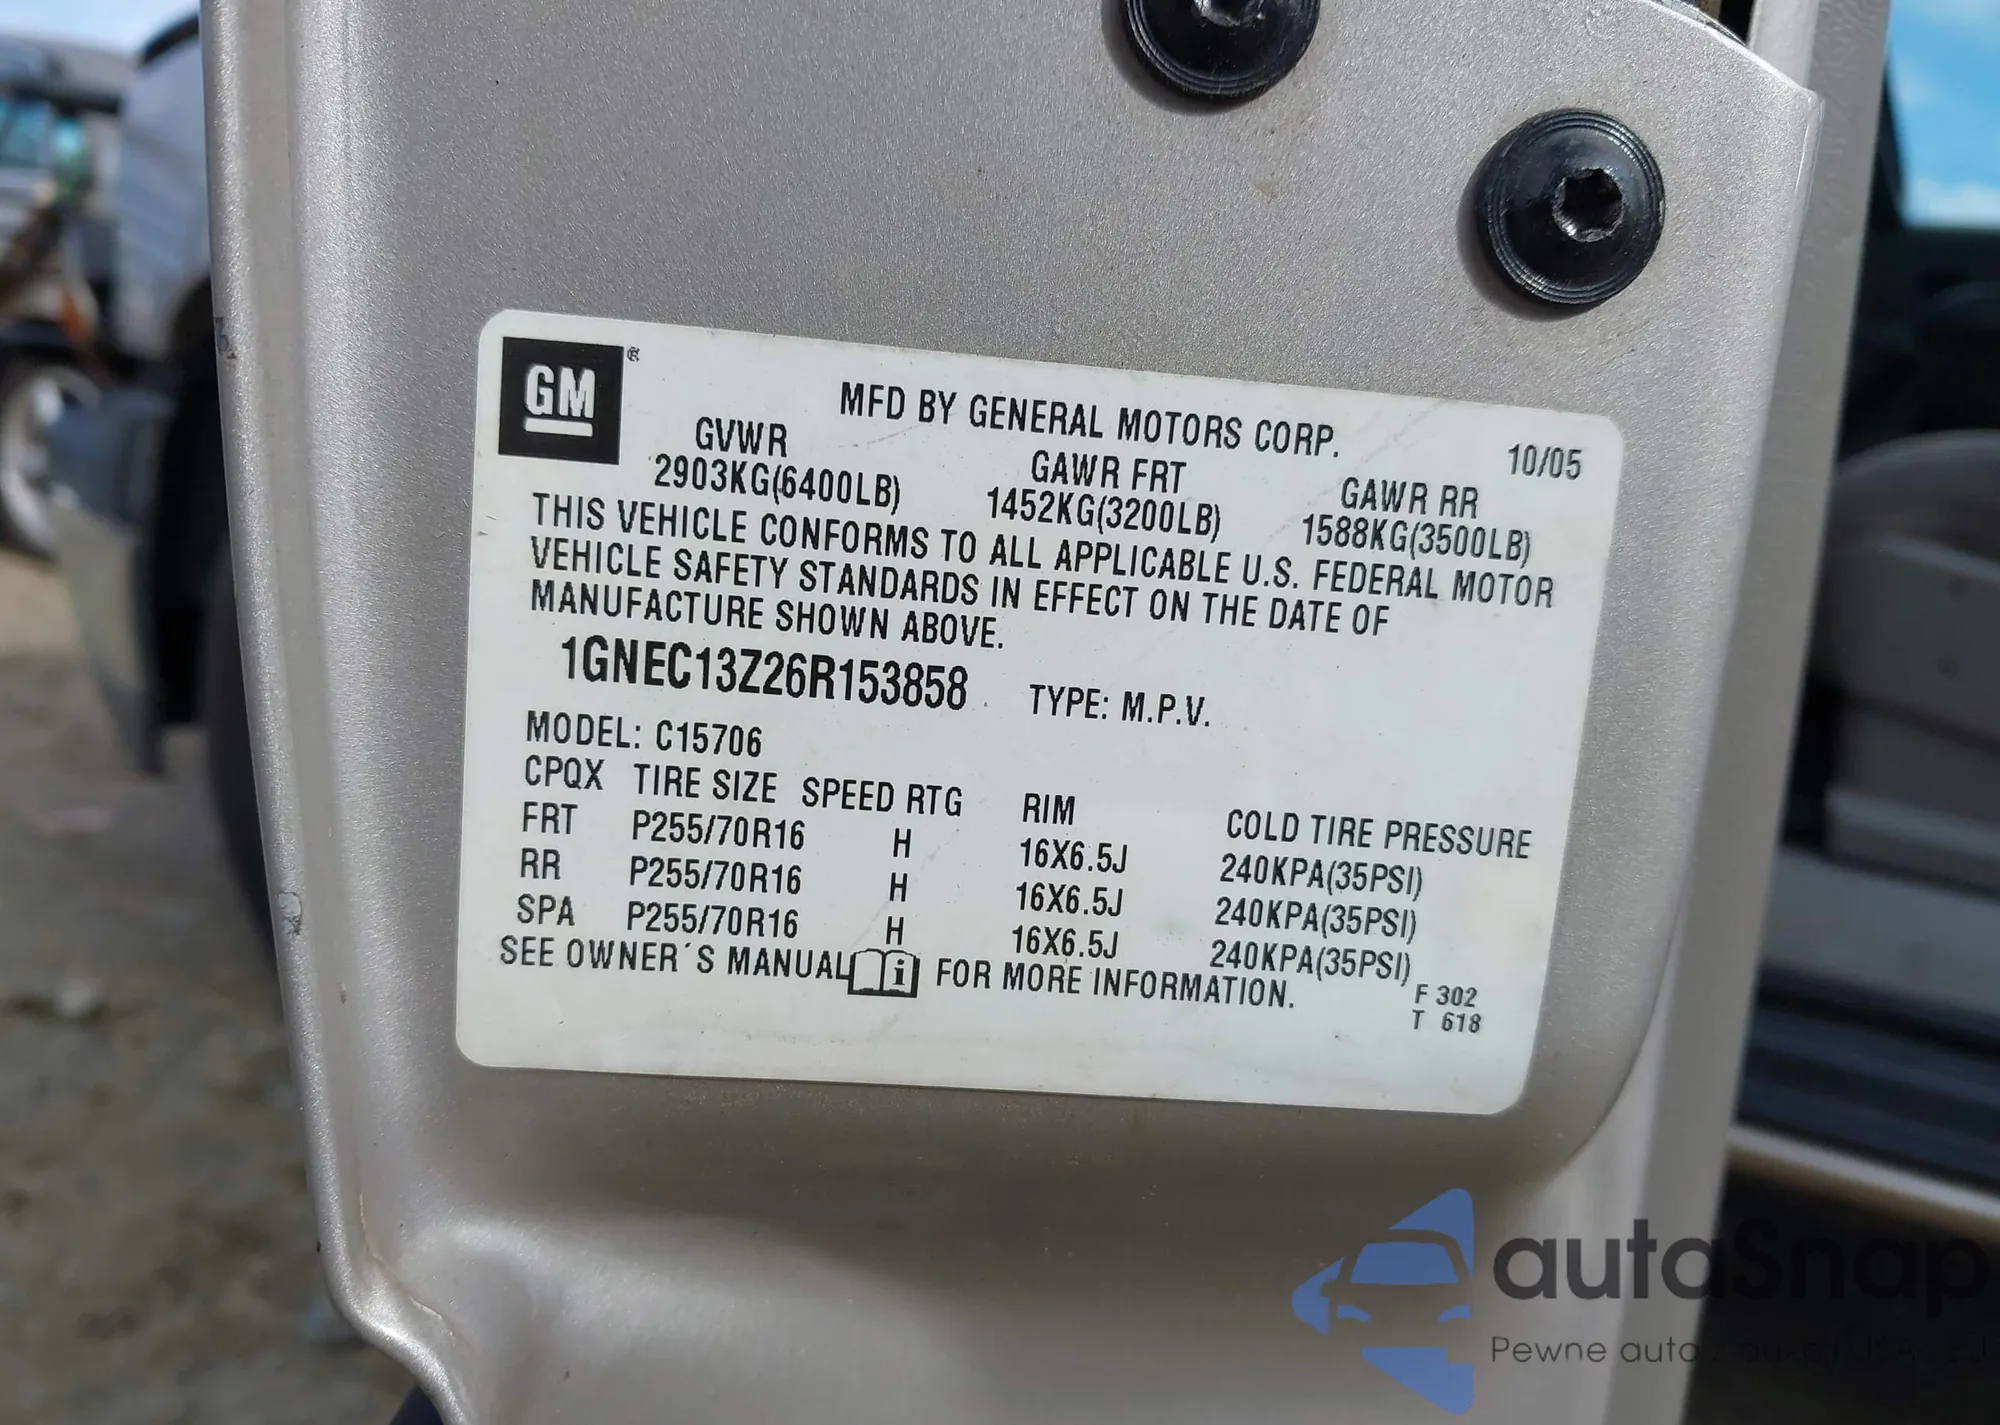 GM ®
MFD BY GENERAL MOTORS CORP. 10/05
GVWR GAWR FRT GAWR RR
2903KG(6400LB) 1452KG(3200LB) 1588KG(3500LB)
THIS VEHICLE CONFORMS TO ALL APPLICABLE U.S. FEDERAL MOTOR
VEHICLE SAFETY STANDARDS IN EFFECT ON THE DATE OF
MANUFACTURE SHOWN ABOVE.
1GNEC13Z26R153858 TYPE: M.P.V.
MODEL: C15706
CPQX TIRE SIZE SPEED RTG RIM COLD TIRE PRESSURE
FRT P255/70R16 H 16X6.5J 240KPA(35PSI)
RR P255/70R16 H 16X6.5J 240KPA(35PSI)
SPA P255/70R16 H 16X6.5J 240KPA(35PSI)
SEE OWNER´S MANUAL i FOR MORE INFORMATION.
F 302
T 618
autaSnap
Pewne auto